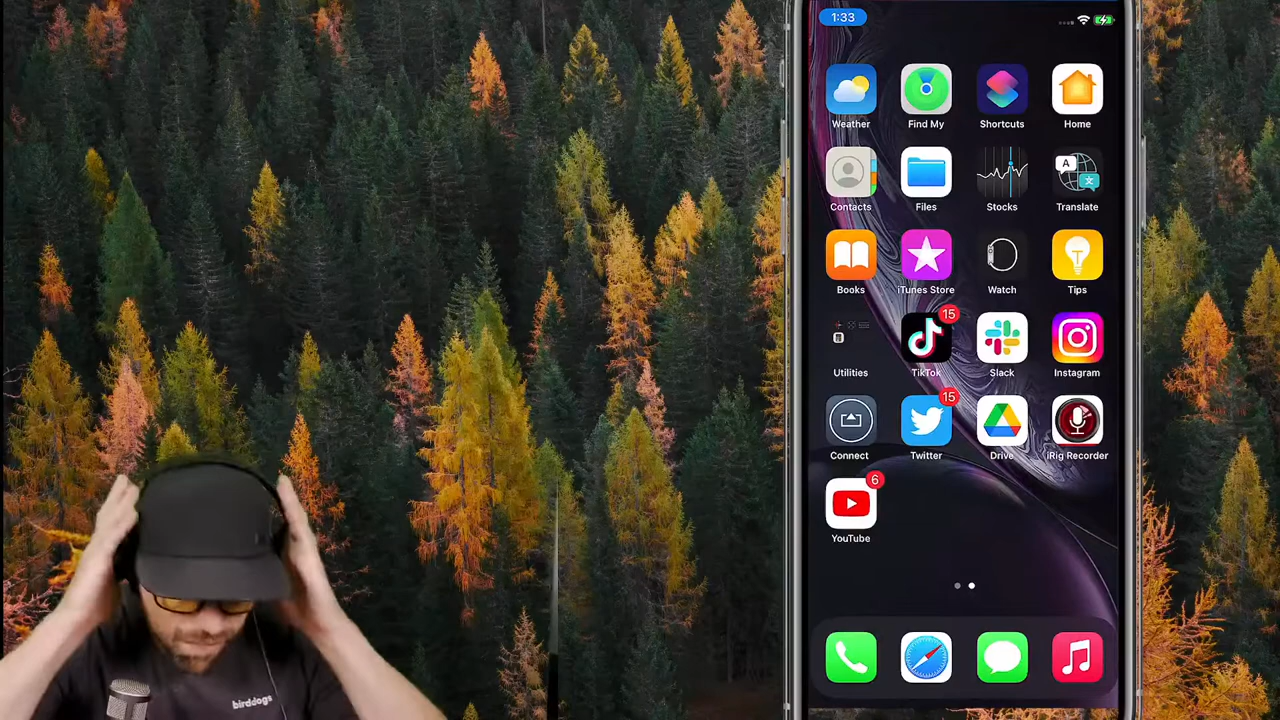 1:33
Weather Find My Shortcuts Home
A
Contacts Files Stocks Translate
Books iTunes Store Watch Tips
15
Utilities TikTok Slack Instagram
15
Connect Twitter Drive iRig Recorder
6
YouTube
birddogs